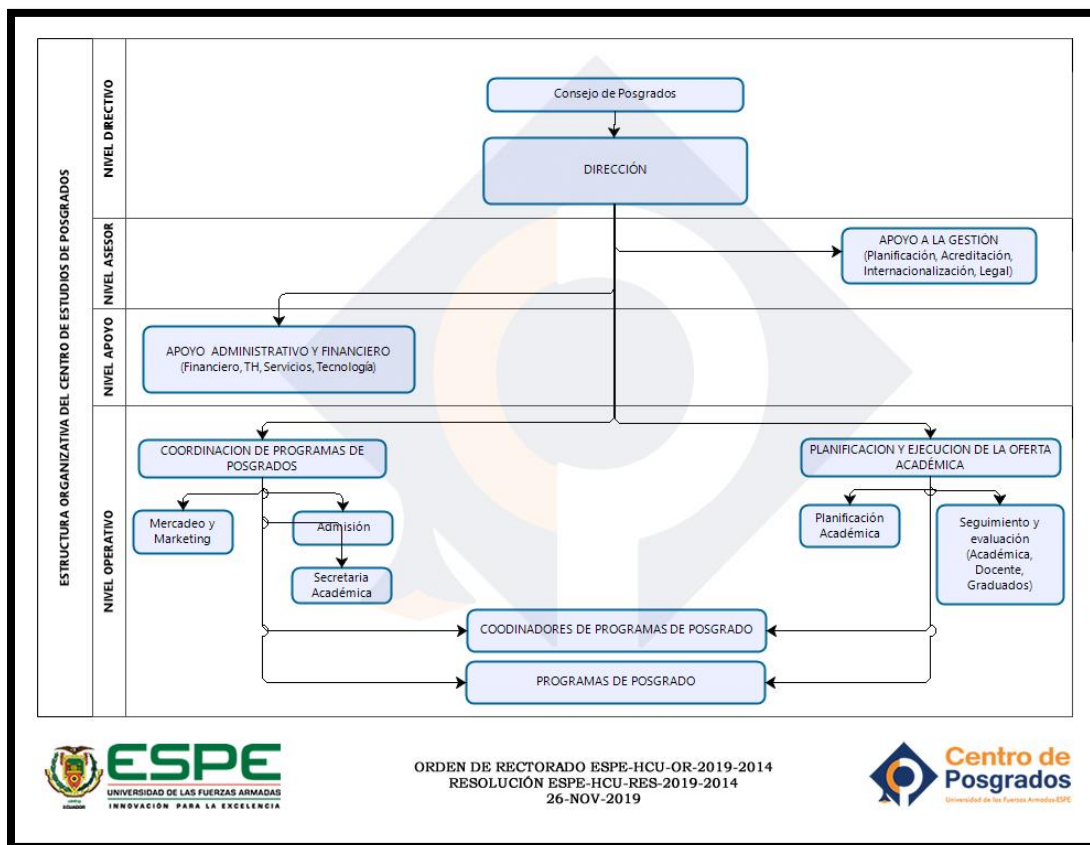 ESTRUCTURA ORGANIZATIVA DEL CENTRO DE ESTUDIOS DE POSGRADOS
NIVEL DIRECTIVO
Consejo de Posgrados
DIRECCIÓN
NIVEL ASESOR
APOYO A LA GESTIÓN
(Planificación, Acreditación,
Internacionalización, Legal)
NIVEL APOYO
APOYO ADMINISTRATIVO Y FINANCIERO
(Financiero, TH, Servicios, Tecnología)
NIVEL OPERATIVO
COORDINACION DE PROGRAMAS DE
POSGRADOS
Mercadeo y
Marketing
Admisión
Secretaria
Académica
PLANIFICACION Y EJECUCION DE LA OFERTA
ACADÉMICA
Planificación
Académica
Seguimiento y
evaluación
(Académica,
Docente,
Graduados)
COODINADORES DE PROGRAMAS DE POSGRADO
PROGRAMAS DE POSGRADO
ECUADOR
ESPE
UNIVERSIDAD DE LAS FUERZAS ARMADAS
INNOVACIÓN PARA LA EXCELENCIA
ORDEN DE RECTORADO ESPE-HCU-OR-2019-2014
RESOLUCIÓN ESPE-HCU-RES-2019-2014
26-NOV-2019
Centro de
Posgrados
Universidad de las Fuerzas Armadas ESPE